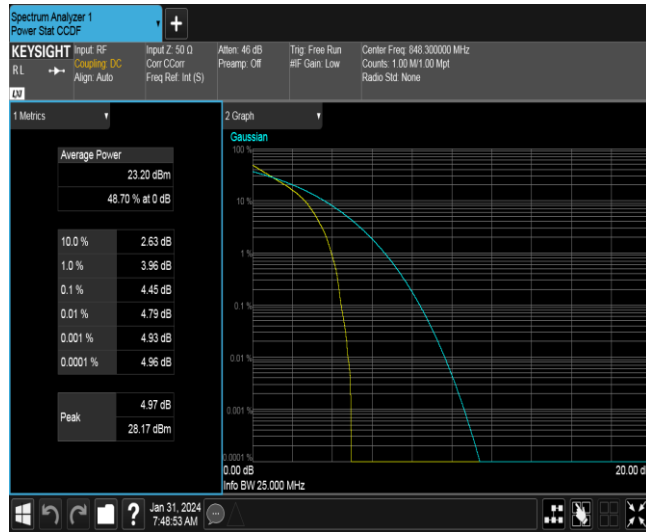 Spectrum Analyzer 1
Power Stat CCDF
+
KEYSIGHT
RL
LXI
Input: RF
Coupling: DC
Align: Auto
Input Z: 50 Ω
Corr CCorr
Freq Ref: Int (S)
Atten: 46 dB
Preamp: Off
Trig: Free Run
#IF Gain: Low
Center Freq: 848.300000 MHz
Counts: 1.00 M/1.00 Mpt
Radio Std: None
1 Metrics
Average Power
23.20 dBm
48.70 % at 0 dB
10.0 % 2.63 dB
1.0 % 3.96 dB
0.1 % 4.45 dB
0.01 % 4.79 dB
0.001 % 4.93 dB
0.0001 % 4.96 dB
Peak
4.97 dB
28.17 dBm
2 Graph
Gaussian
100 %
10 %
1 %
0.1 %
0.01 %
0.001 %
0.0001 %
0.00 dB
20.00 d
Info BW 25.000 MHz
?
Jan 31, 2024
7:48:53 AM